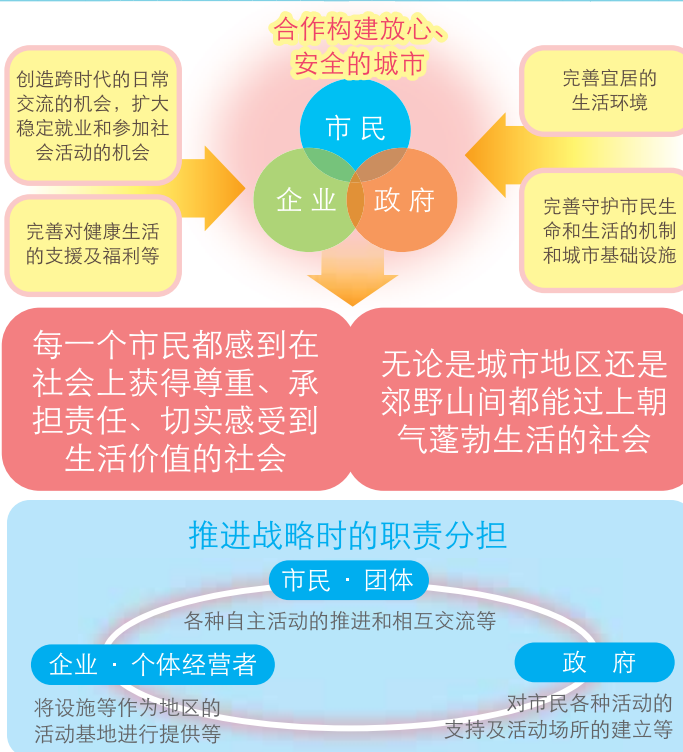 合作构建放心、
安全的城市
创造跨时代的日常
交流的机会，扩大
稳定就业和参加社
会活动的机会
完善对健康生活
的支援及福利等
市民
企业
政府
完善宜居的
生活环境
完善守护市民生
命和生活的机制
和城市基础设施
每一个市民都感到在
社会上获得尊重、承
担责任、切实感受到
生活价值的社会
无论是城市地区还是
郊野山间都能过上朝
气蓬勃生活的社会
推进战略时的职责分担
市民·团体
各种自主活动的推进和相互交流等
企业·个体经营者
将设施等作为地区的
活动基地进行提供等
政 府
对市民各种活动的
支持及活动场所的建立等